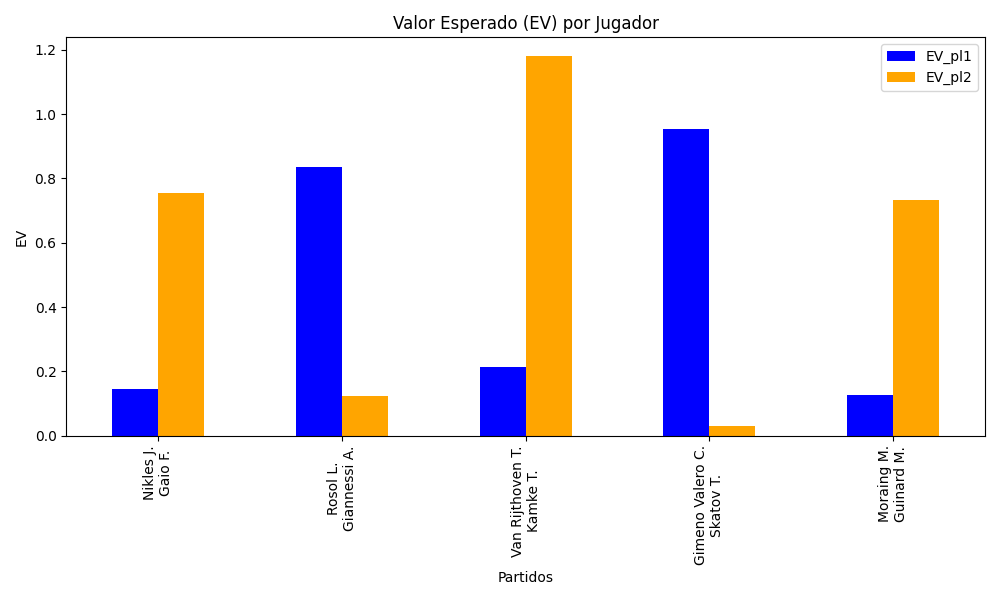 Valor Esperado (EV) por Jugador
EV_pl1
EV_pl2
1.2
1.0
0.8
0.6
0.4
0.2
0.0
EV
Nikles J.
Gaio F.
Rosol L.
Giannessi A.
Van Rijthoven T.
Kamke T.
Gimeno Valero C.
Skatov T.
Moraing M.
Guinard M.
Partidos